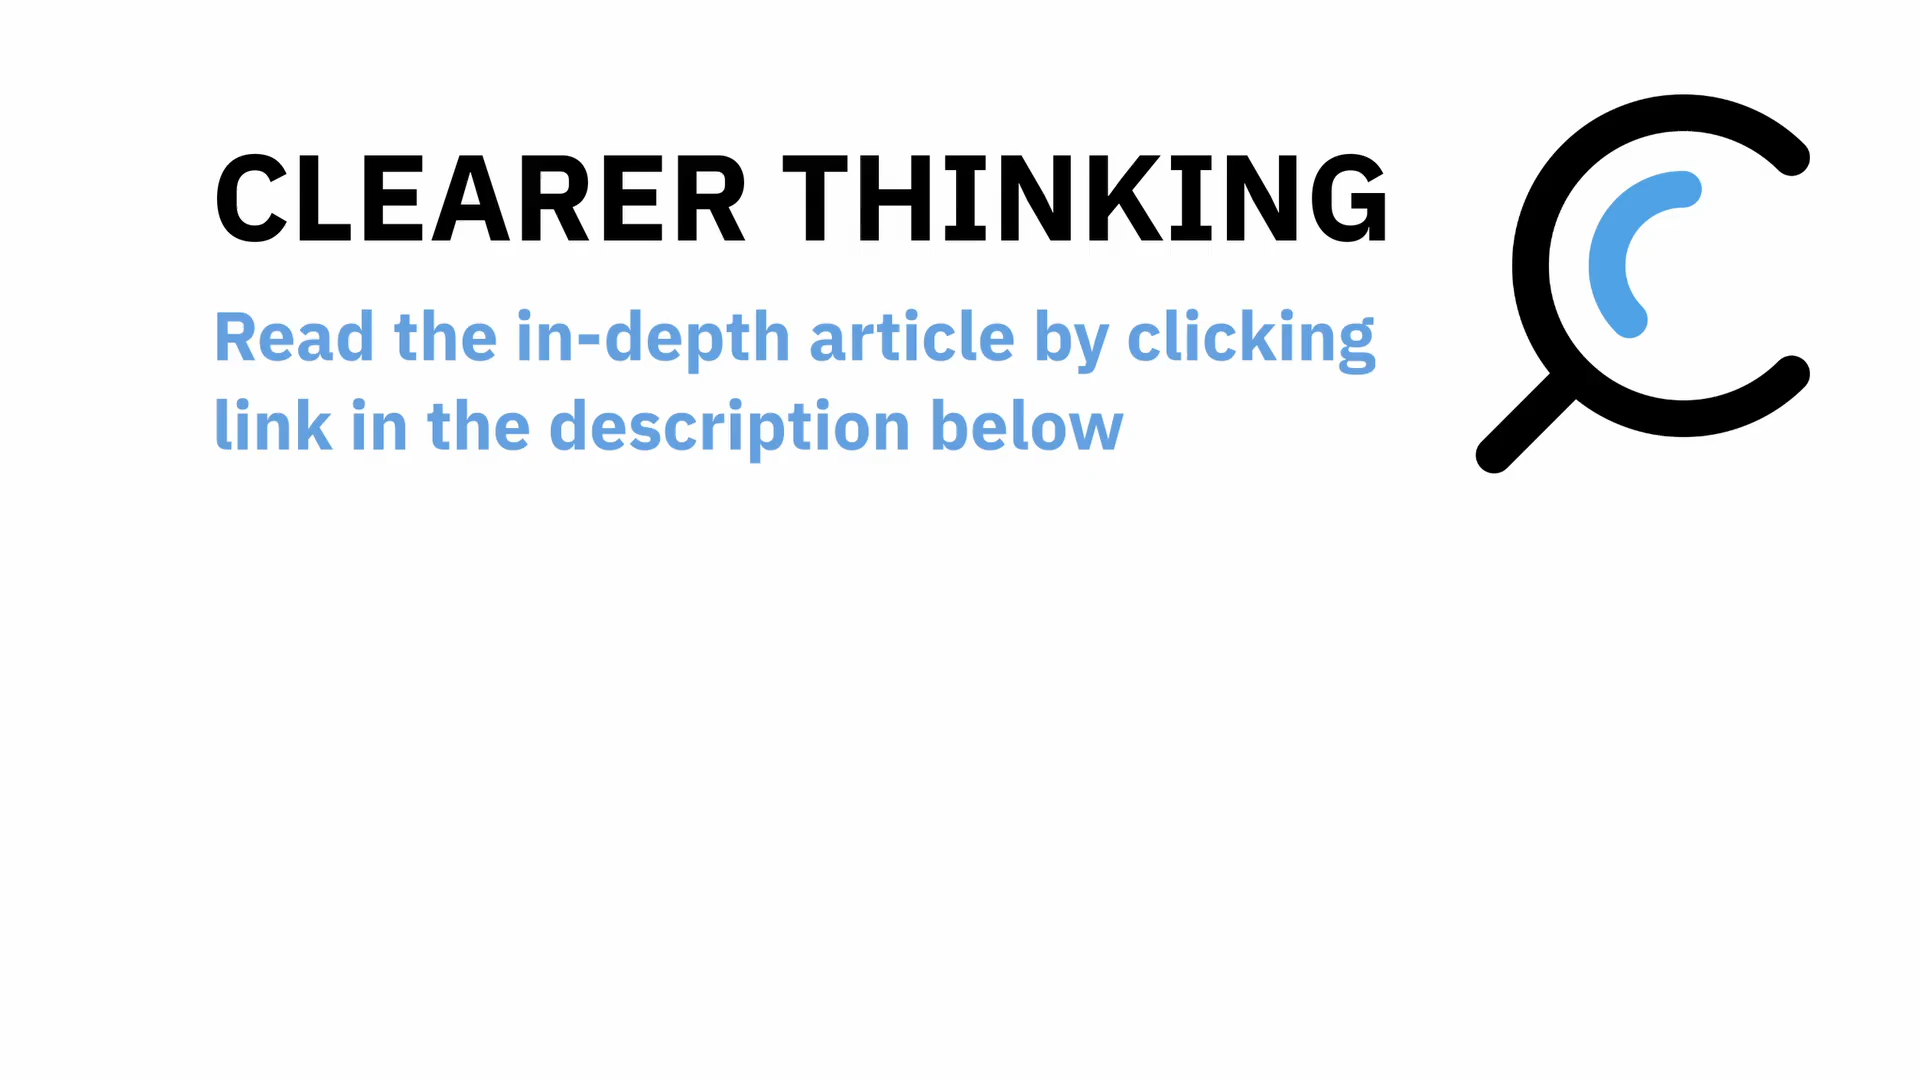 CLEARER THINKING
Read the in-depth article by clicking
link in the description below